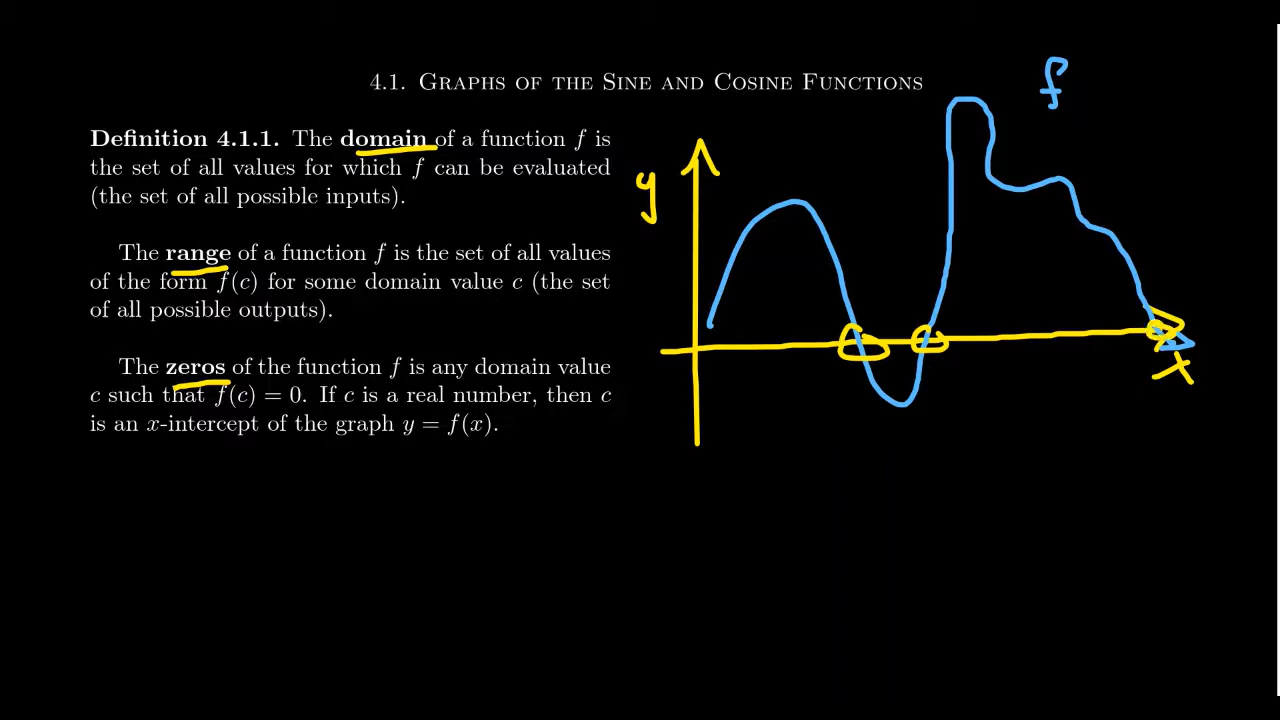 4.1. Graphs of the Sine and Cosine Functions
Definition 4.1.1. The domain of a function f is
the set of all values for which f can be evaluated
(the set of all possible inputs).
The range of a function f is the set of all values
of the form f(c) for some domain value c (the set
of all possible outputs).
The zeros of the function f is any domain value
c such that f(c) = 0. If c is a real number, then c
is an x-intercept of the graph y = f(x).
f
y
x